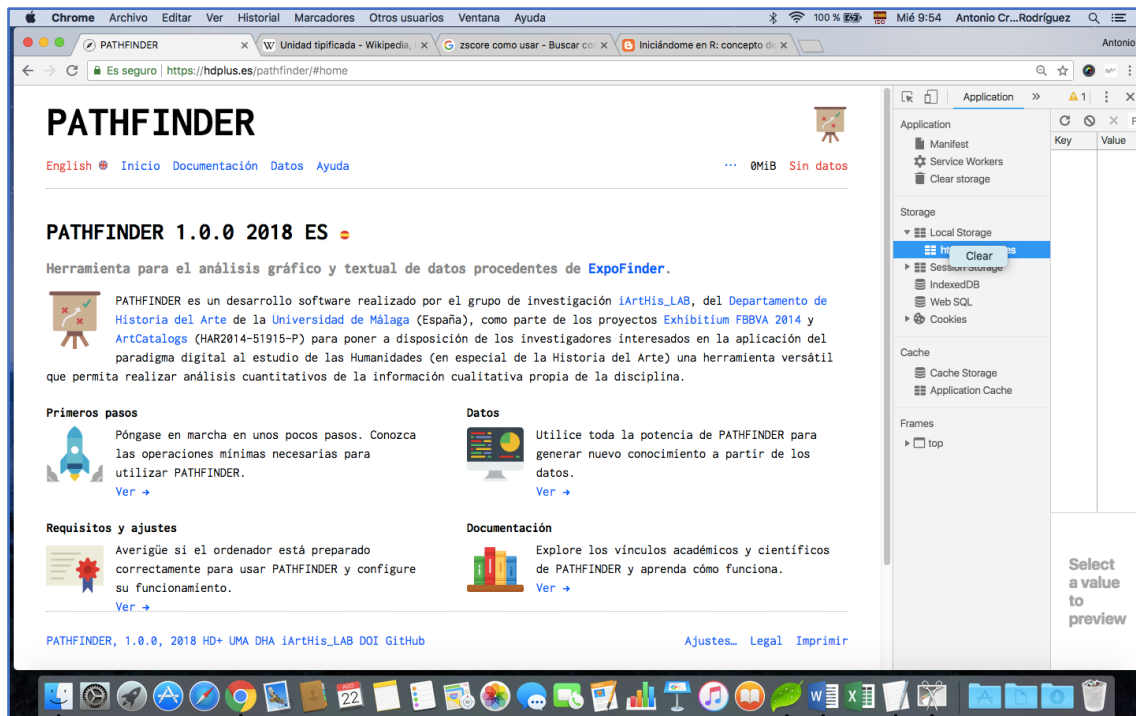 Chrome Archivo Editar Ver Historial Marcadores Otros usuarios Ventana Ayuda 100 % ISO Mié 9:54 Antonio Cr...Rodríguez
PATHFINDER Unidad tipificada - Wikipedia, zscore como usar - Buscar con Iniciándome en R: concepto de Antonio
Es seguro https://hdplus.es/pathfinder/#home
PATHFINDER
English Inicio Documentación Datos Ayuda ... 0MiB Sin datos
PATHFINDER 1.0.0 2018 ES
Herramienta para el análisis gráfico y textual de datos procedentes de ExpoFinder.
PATHFINDER es un desarrollo software realizado por el grupo de investigación iArtHis_LAB, del Departamento de
Historia del Arte de la Universidad de Málaga (España), como parte de los proyectos Exhibitium FBBVA 2014 y
ArtCatalogs (HAR2014-51915-P) para poner a disposición de los investigadores interesados en la aplicación del
paradigma digital al estudio de las Humanidades (en especial de la Historia del Arte) una herramienta versátil
que permita realizar análisis cuantitativos de la información cualitativa propia de la disciplina.
Primeros pasos
Póngase en marcha en unos pocos pasos. Conozca
las operaciones mínimas necesarias para
utilizar PATHFINDER.
Ver →
Datos
Utilice toda la potencia de PATHFINDER para
generar nuevo conocimiento a partir de los
datos.
Ver →
Requisitos y ajustes
Averigüe si el ordenador está preparado
correctamente para usar PATHFINDER y configure
su funcionamiento.
Ver →
Documentación
Explore los vínculos académicos y científicos
de PATHFINDER y aprenda cómo funciona.
Ver →
PATHFINDER, 1.0.0, 2018 HD+ UMA DHA iArtHis_LAB DOI GitHub Ajustes… Legal Imprimir
Application » 1
Application
Manifest
Service Workers
Clear storage
Storage
Local Storage
Clear
Session Storage
IndexedDB
Web SQL
Cookies
Cache
Cache Storage
Application Cache
Frames
top
Key Value
Select
a value
to
preview
AGO
22